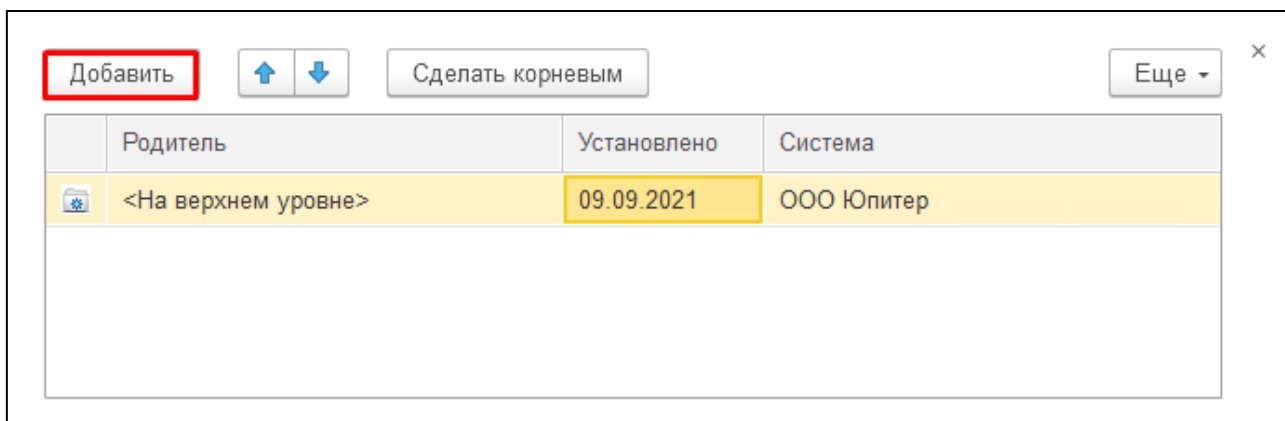 Добавить Сделать корневым Еще
Родитель Установлено Система
<На верхнем уровне> 09.09.2021 ООО Юпитер